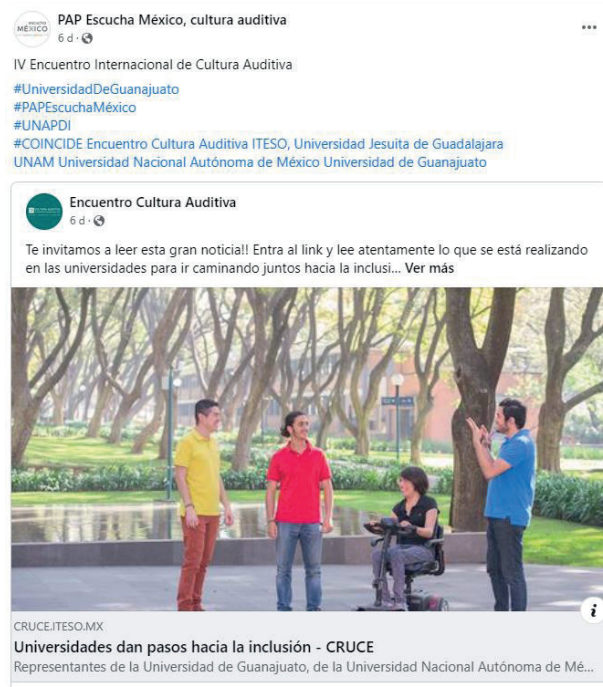 escucha
MÉXICO
PAP Escucha México, cultura auditiva
6 d ·
IV Encuentro Internacional de Cultura Auditiva
#UniversidadDeGuanajuato
#PAPEscuchaMéxico
#UNAPDI
#COINCIDE Encuentro Cultura Auditiva ITESO, Universidad Jesuita de Guadalajara
UNAM Universidad Nacional Autónoma de México Universidad de Guanajuato
Encuentro Cultura Auditiva
6 d ·
Te invitamos a leer esta gran noticia!! Entra al link y lee atentamente lo que se está realizando
en las universidades para ir caminando juntos hacia la inclusi... Ver más
CRUCE.ITESO.MX
Universidades dan pasos hacia la inclusión - CRUCE
Representantes de la Universidad de Guanajuato, de la Universidad Nacional Autónoma de Mé...